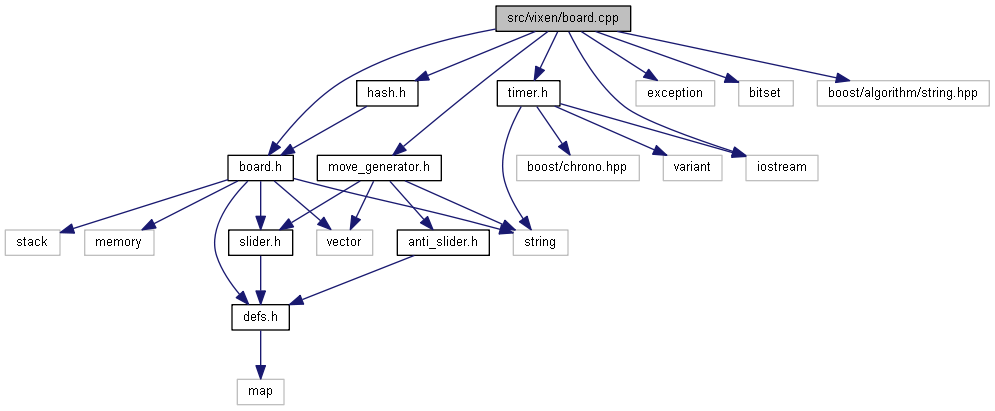 src/vixen/board.cpp
hash.h
timer.h
exception
bitset
boost/algorithm/string.hpp
board.h
move_generator.h
boost/chrono.hpp
variant
iostream
stack
memory
slider.h
vector
anti_slider.h
string
defs.h
map